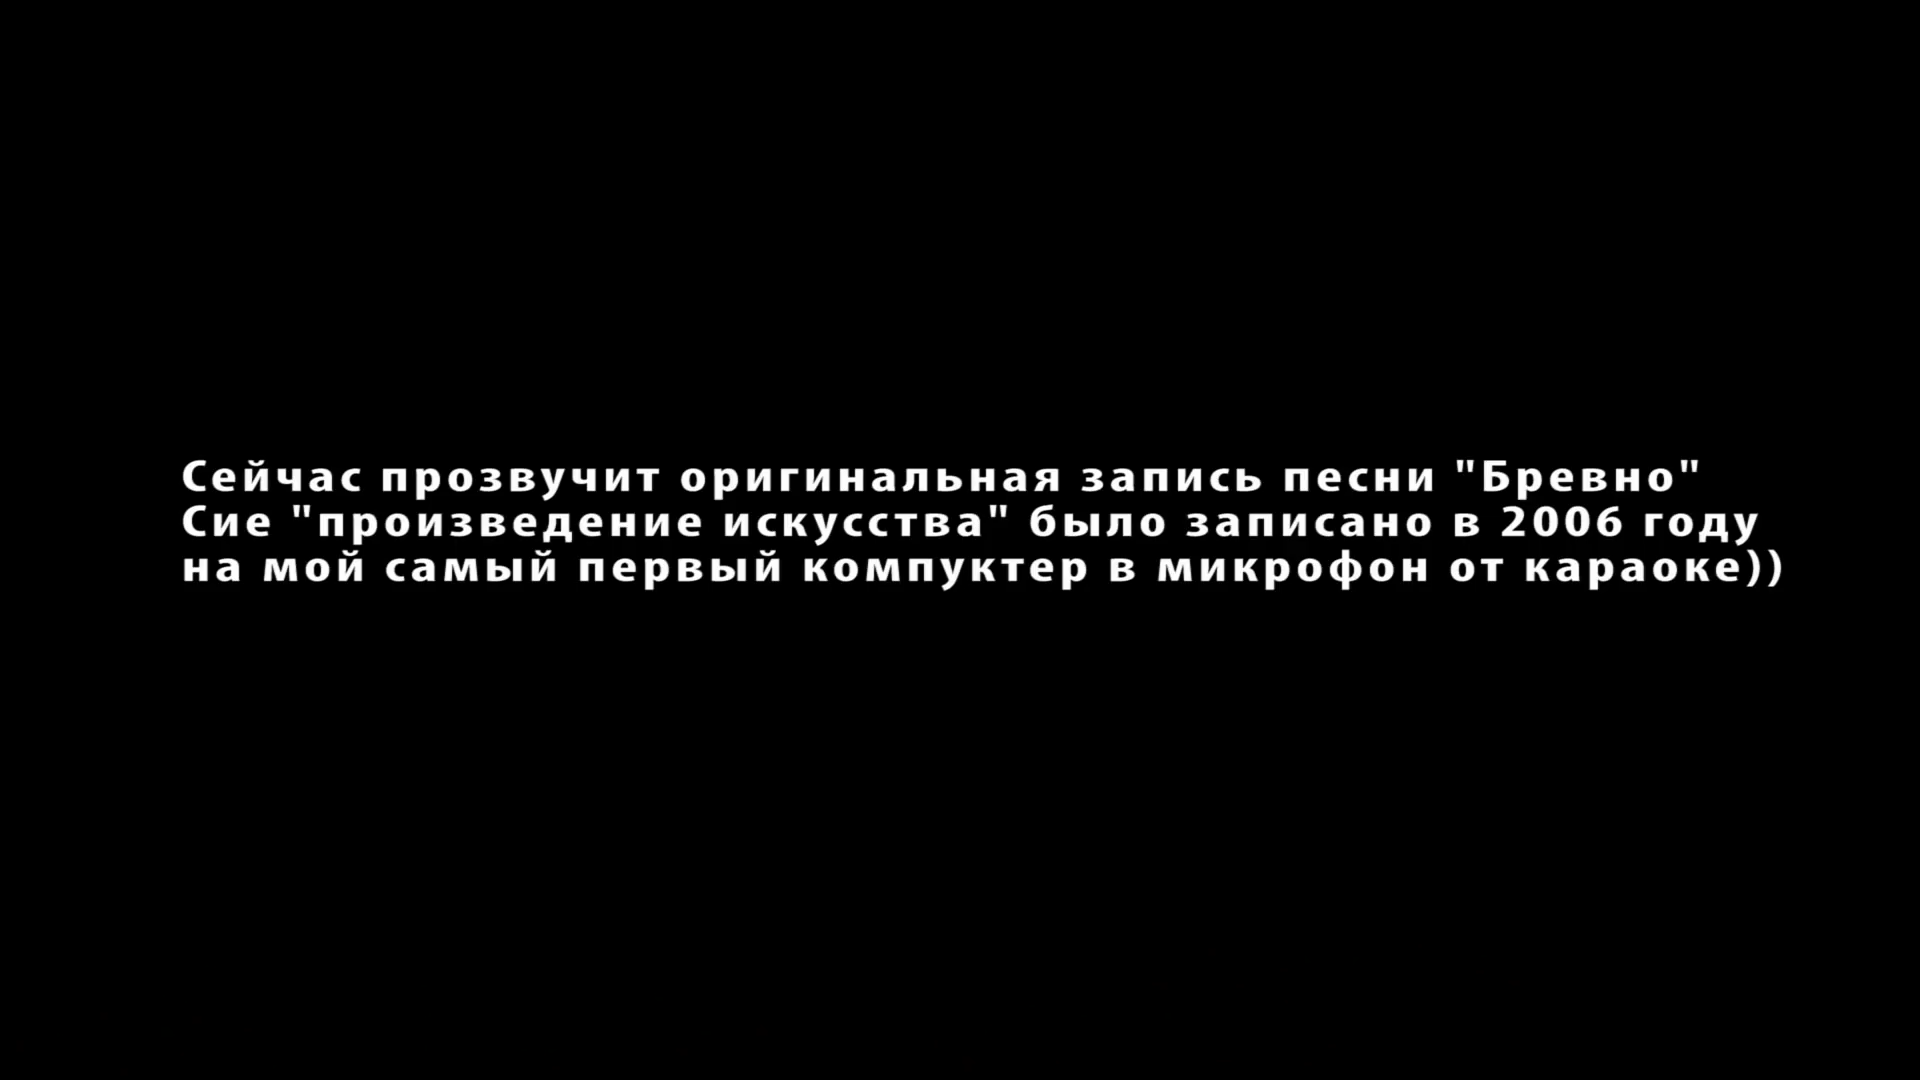 Сейчас прозвучит оригинальная запись песни "Бревно"
Сие "произведение искусства" было записано в 2006 году
на мой самый первый компуктер в микрофон от караоке))